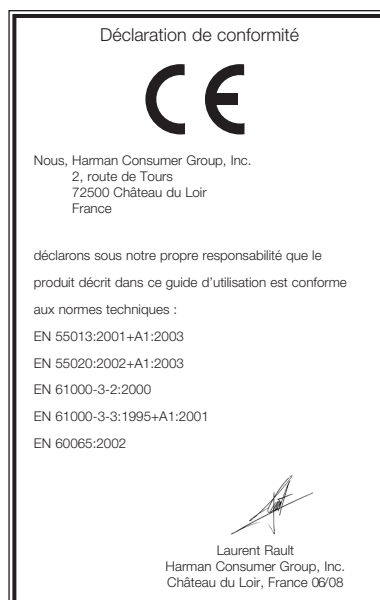 Déclaration de conformité
CE
Nous, Harman Consumer Group, Inc.
2, route de Tours
72500 Château du Loir
France
déclarons sous notre propre responsabilité que le
produit décrit dans ce guide d'utilisation est conforme
aux normes techniques :
EN 55013:2001+A1:2003
EN 55020:2002+A1:2003
EN 61000-3-2:2000
EN 61000-3-3:1995+A1:2001
EN 60065:2002
Laurent Rault
Harman Consumer Group, Inc.
Château du Loir, France 06/08